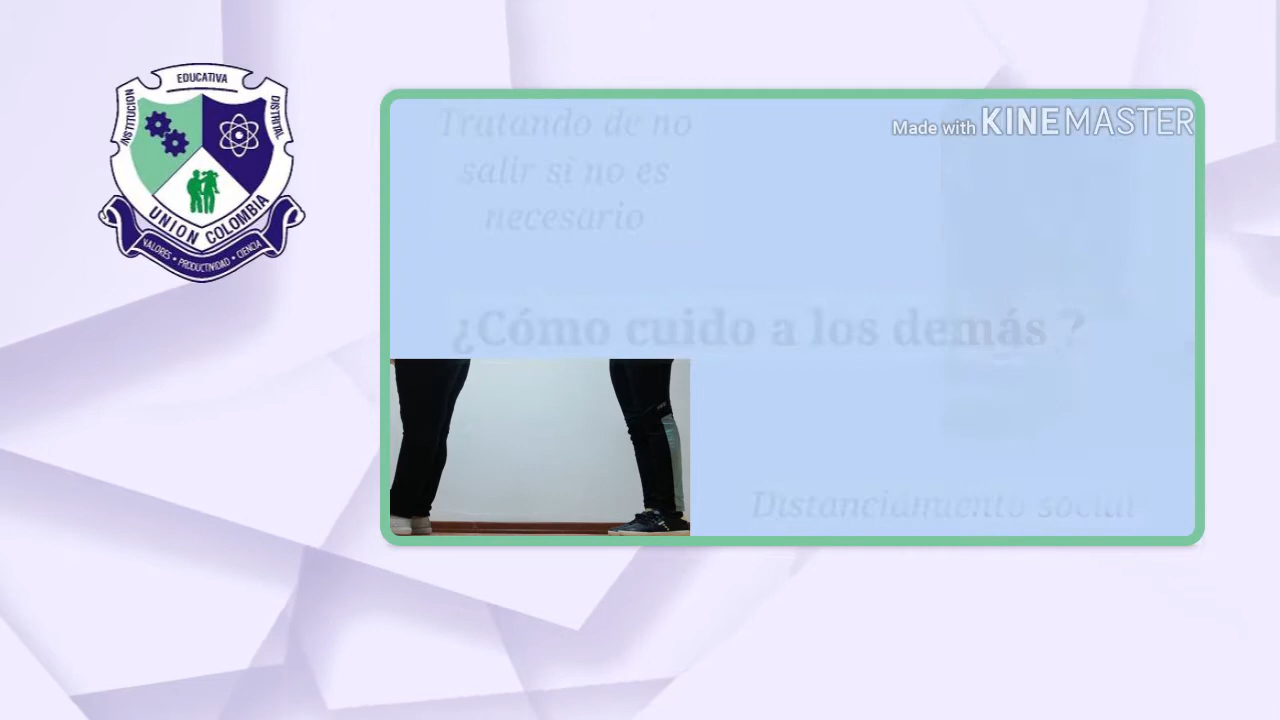 EDUCATIVA
INSTITUCION
DISTRITAL
UNION COLOMBIA
VALORES • PRODUCTIVIDAD • CIENCIA
Made with KINEMASTER
Tratando de no
salir si no es
necesario
¿Cómo cuido a los demás ?
Distanciamiento social